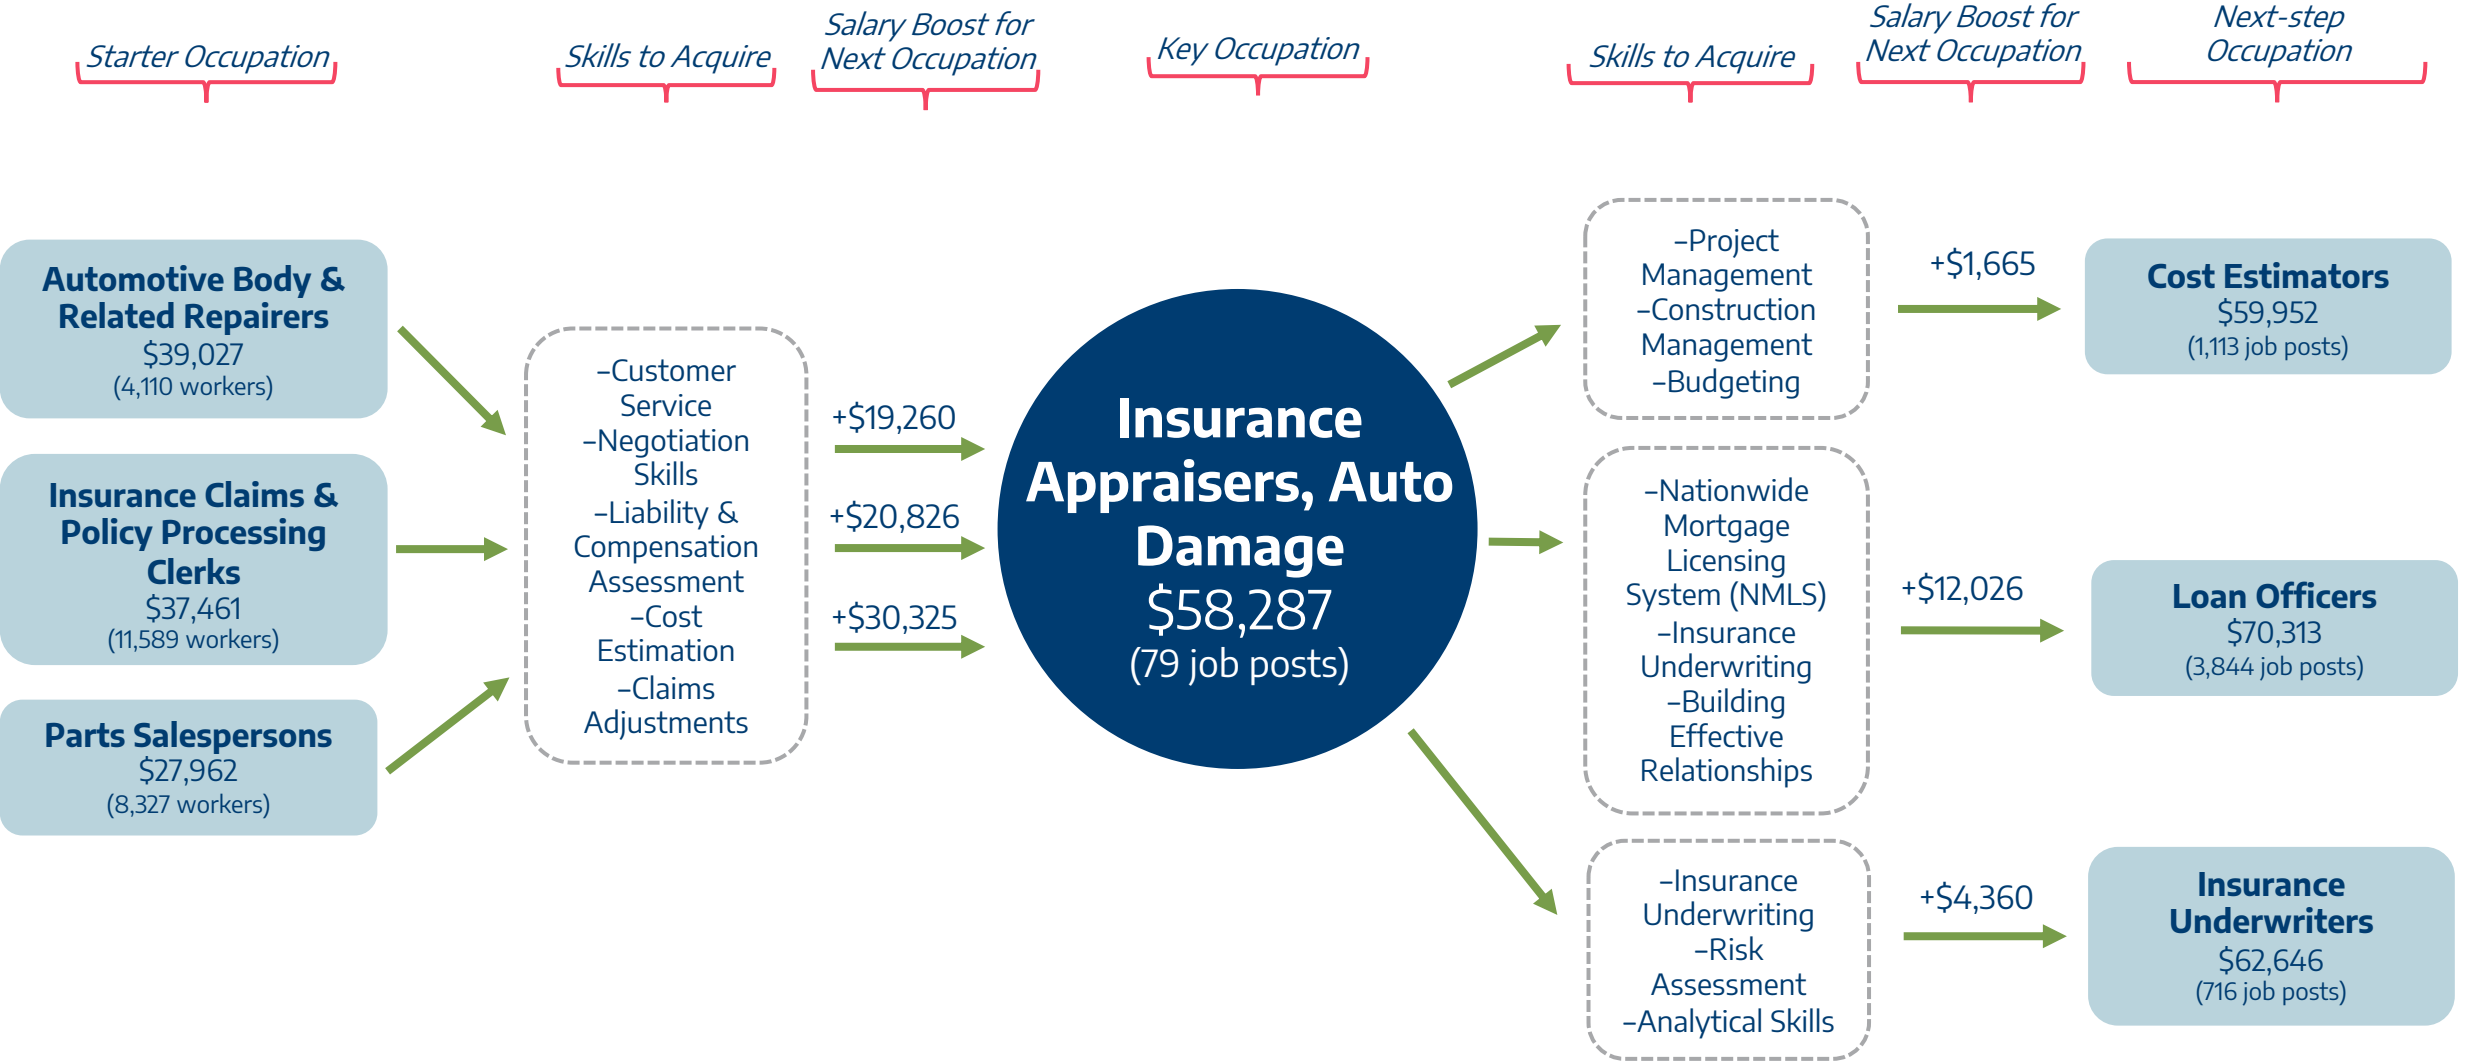 Starter Occupation
Skills to Acquire
Salary Boost for
Next Occupation
Key Occupation
Skills to Acquire
Salary Boost for
Next Occupation
Next-step
Occupation
Automotive Body &
Related Repairers
$39,027
(4,110 workers)
Insurance Claims &
Policy Processing
Clerks
$37,461
(11,589 workers)
Parts Salespersons
$27,962
(8,327 workers)
–Customer
Service
–Negotiation
Skills
–Liability &
Compensation
Assessment
–Cost
Estimation
–Claims
Adjustments
+$19,260
+$20,826
+$30,325
Insurance
Appraisers, Auto
Damage
$58,287
(79 job posts)
–Project
Management
–Construction
Management
–Budgeting
+$1,665
Cost Estimators
$59,952
(1,113 job posts)
–Nationwide
Mortgage
Licensing
System (NMLS)
–Insurance
Underwriting
–Building
Effective
Relationships
+$12,026
Loan Officers
$70,313
(3,844 job posts)
–Insurance
Underwriting
–Risk
Assessment
–Analytical Skills
+$4,360
Insurance
Underwriters
$62,646
(716 job posts)